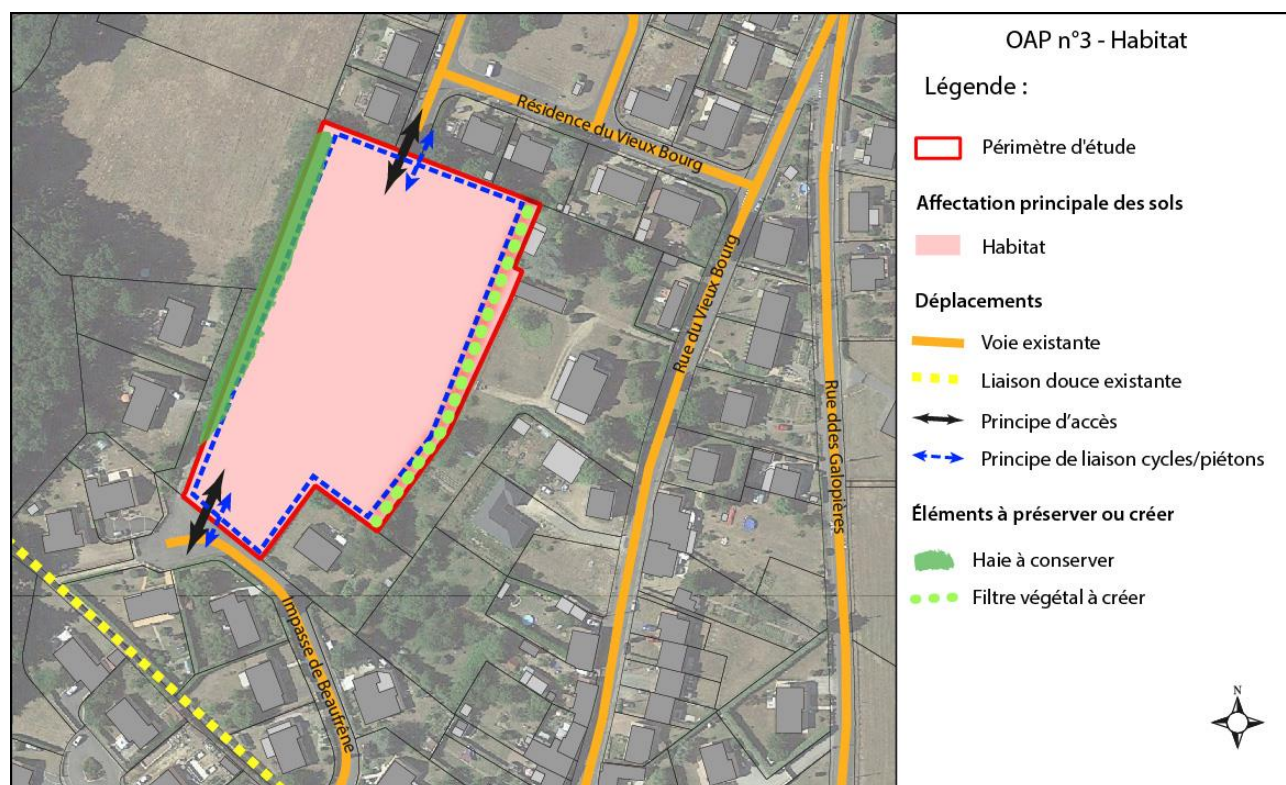 OAP n°3 - Habitat
Légende :
Périmètre d'étude
Affectation principale des sols
Habitat
Déplacements
Voie existante
Liaison douce existante
Principe d'accès
Principe de liaison cycles/piétons
Éléments à préserver ou créer
Haie à conserver
Filtre végétal à créer
N
Résidence du Vieux Bourg
Rue du Vieux Bourg
Rue ddes Galopières
Impasse de Beaufrêne